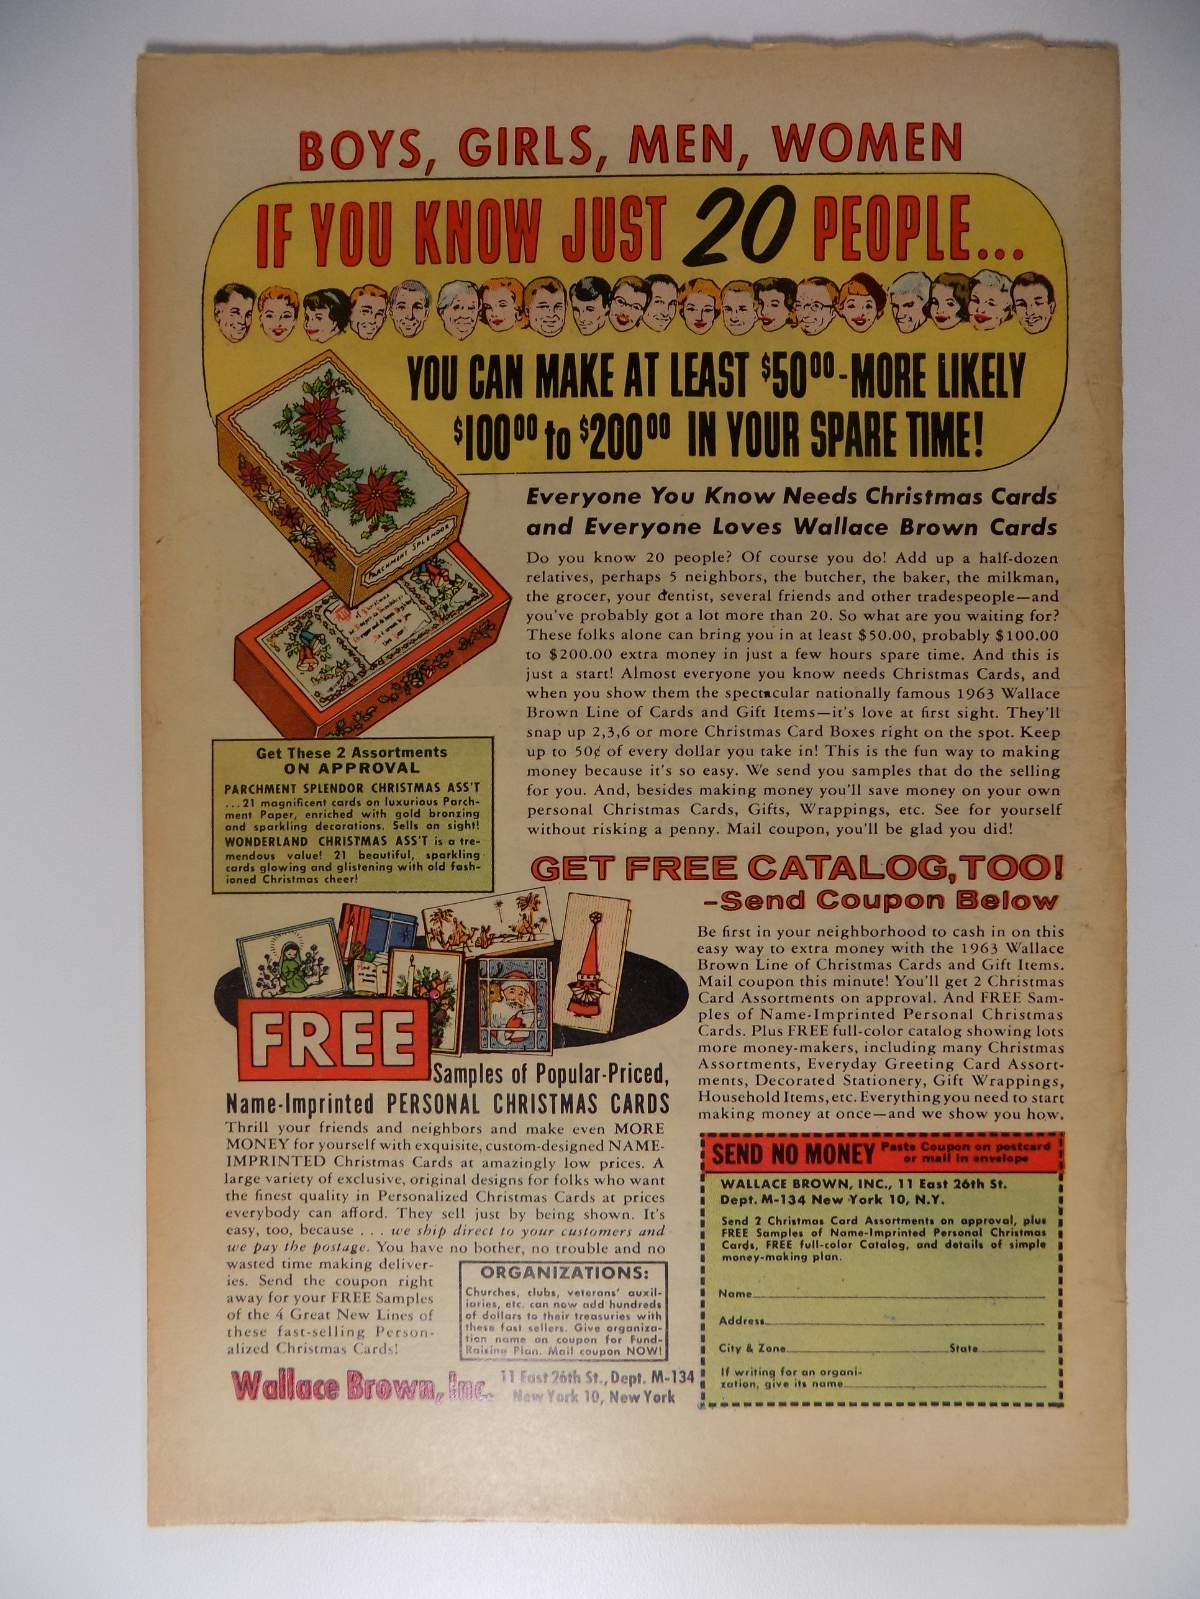 BOYS, GIRLS, MEN, WOMEN
IF YOU KNOW JUST 20 PEOPLE...
YOU CAN MAKE AT LEAST $50⁰⁰-MORE LIKELY
$100⁰⁰ to $200⁰⁰ IN YOUR SPARE TIME!
PARCHMENT SPLENDOR
Everyone You Know Needs Christmas Cards
and Everyone Loves Wallace Brown Cards
Do you know 20 people? Of course you do! Add up a half-dozen
relatives, perhaps 5 neighbors, the butcher, the baker, the milkman,
the grocer, your dentist, several friends and other tradespeople—and
you've probably got a lot more than 20. So what are you waiting for?
These folks alone can bring you in at least $50.00, probably $100.00
to $200.00 extra money in just a few hours spare time. And this is
just a start! Almost everyone you know needs Christmas Cards, and
when you show them the spectacular nationally famous 1963 Wallace
Brown Line of Cards and Gift Items—it's love at first sight. They'll
snap up 2,3,6 or more Christmas Card Boxes right on the spot. Keep
up to 50¢ of every dollar you take in! This is the fun way to making
money because it's so easy. We send you samples that do the selling
for you. And, besides making money you'll save money on your own
personal Christmas Cards, Gifts, Wrappings, etc. See for yourself
without risking a penny. Mail coupon, you'll be glad you did!
Get These 2 Assortments
ON APPROVAL
PARCHMENT SPLENDOR CHRISTMAS ASS'T
...21 magnificent cards on luxurious Parch-
ment Paper, enriched with gold bronzing
and sparkling decorations. Sells on sight!
WONDERLAND CHRISTMAS ASS'T is a tre-
mendous value! 21 beautiful, sparkling
cards glowing and glistening with old fash-
ioned Christmas cheer!
GET FREE CATALOG, TOO!
-Send Coupon Below
Be first in your neighborhood to cash in on this
easy way to extra money with the 1963 Wallace
Brown Line of Christmas Cards and Gift Items.
Mail coupon this minute! You'll get 2 Christmas
Card Assortments on approval. And FREE Sam-
ples of Name-Imprinted Personal Christmas
Cards. Plus FREE full-color catalog showing lots
more money-makers, including many Christmas
Assortments, Everyday Greeting Card Assort-
ments, Decorated Stationery, Gift Wrappings,
Household Items, etc. Everything you need to start
making money at once—and we show you how.
FREE
Samples of Popular-Priced,
Name-Imprinted PERSONAL CHRISTMAS CARDS
Thrill your friends and neighbors and make even MORE
MONEY for yourself with exquisite, custom-designed NAME-
IMPRINTED Christmas Cards at amazingly low prices. A
large variety of exclusive, original designs for folks who want
the finest quality in Personalized Christmas Cards at prices
everybody can afford. They sell just by being shown. It's
easy, too, because . . . we ship direct to your customers and
we pay the postage. You have no bother, no trouble and no
wasted time making deliver-
ies. Send the coupon right
away for your FREE Samples
of the 4 Great New Lines of
these fast-selling Person-
alized Christmas Cards!
ORGANIZATIONS:
Churches, clubs, veterans' auxil-
iaries, etc. can now add hundreds
of dollars to their treasuries with
these fast sellers. Give organiza-
tion name on coupon for Fund-
Raising Plan. Mail coupon NOW!
Wallace Brown, Inc. 11 East 26th St., Dept. M-134
New York 10, New York
SEND NO MONEY Paste Coupon on postcard
or mail in envelope
WALLACE BROWN, INC., 11 East 26th St.
Dept. M-134 New York 10, N.Y.
Send 2 Christmas Card Assortments on approval, plus
FREE Samples of Name-Imprinted Personal Christmas
Cards, FREE full-color Catalog, and details of simple
money-making plan.
Name
Address
City & Zone State
If writing for an organi-
zation, give its name